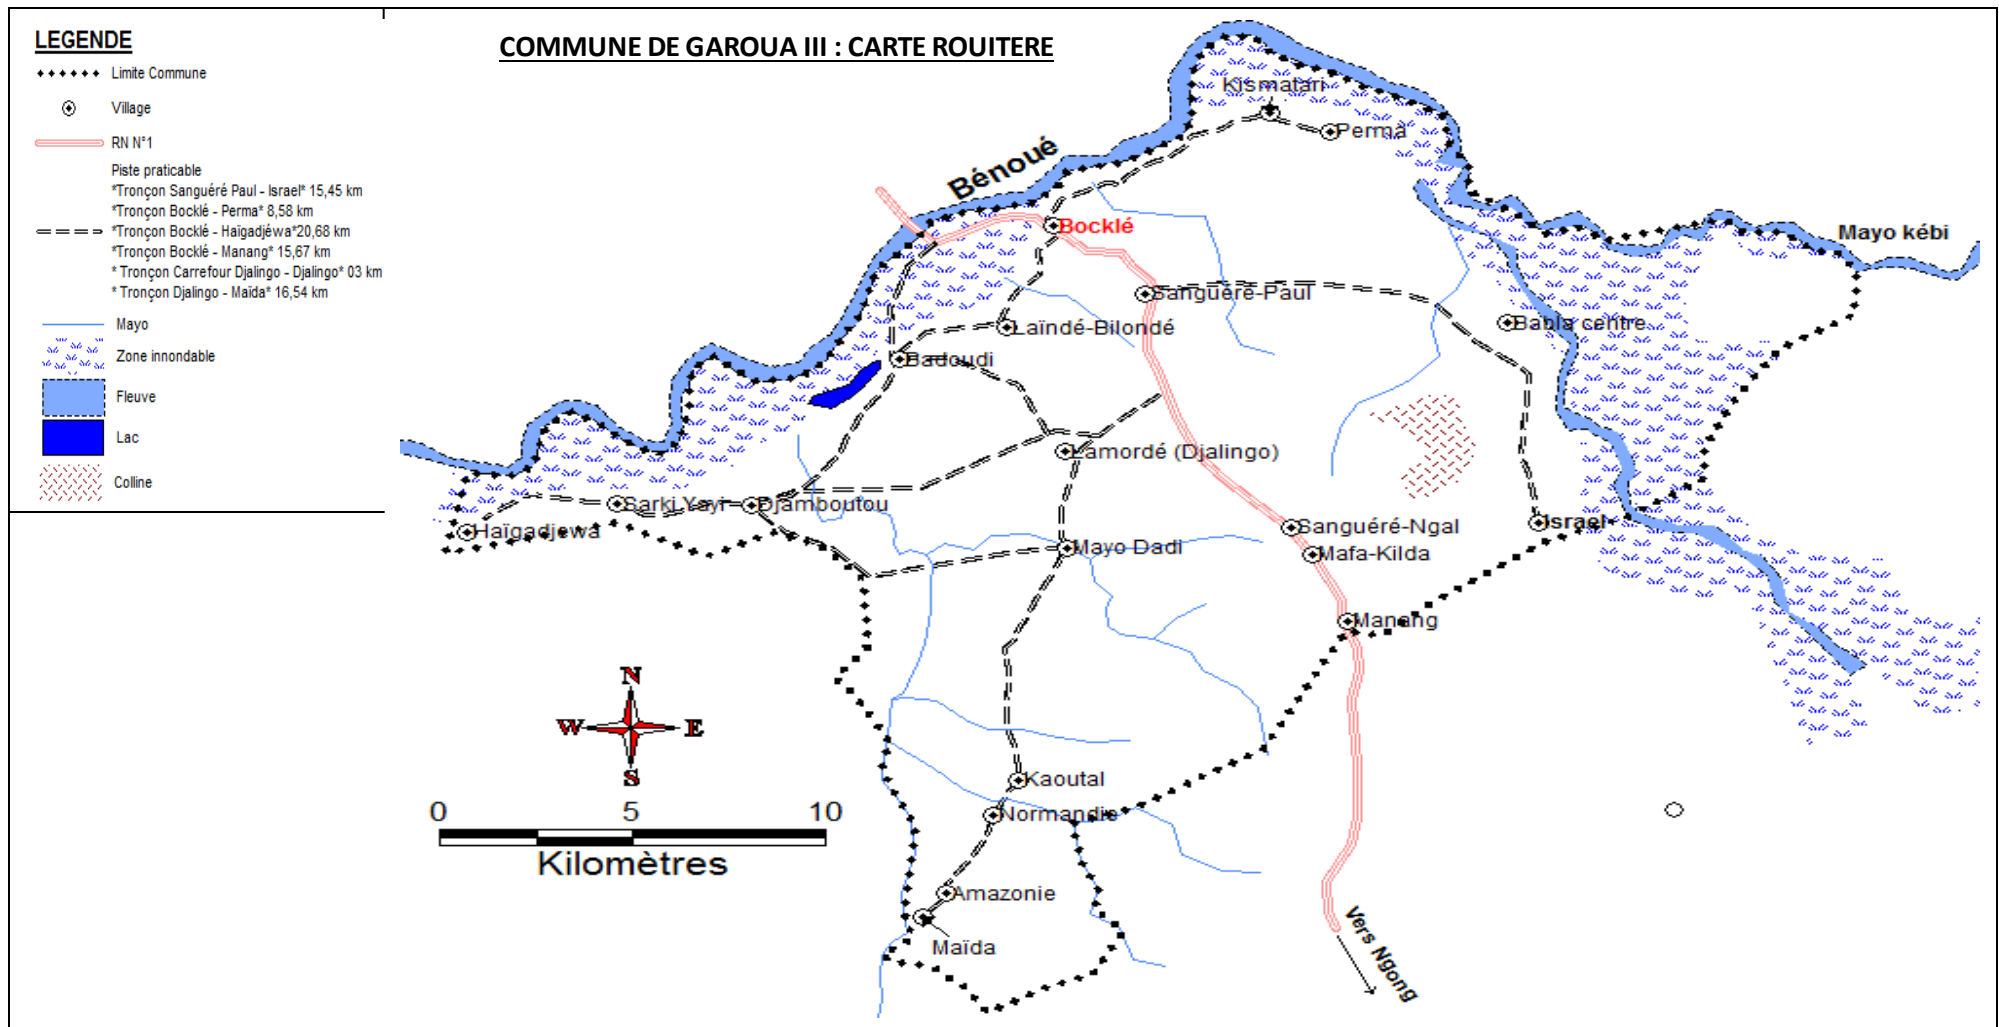 LEGENDE
Limite Commune
Village
RN N°1
Piste praticable
*Tronçon Sanguéré Paul - Israel* 15,45 km
*Tronçon Bocklé - Perma* 8,58 km
*Tronçon Bocklé - Haïgadjéwa*20,68 km
*Tronçon Bocklé - Manang* 15,67 km
* Tronçon Carrefour Djalingo - Djalingo* 03 km
* Tronçon Djalingo - Maïda* 16,54 km
Mayo
Zone innondable
Fleuve
Lac
Colline
COMMUNE DE GAROUA III : CARTE ROUITERE
Kismatari
Perma
Bénoué
Bocklé
Mayo kébi
Sanguéré-Paul
Babla centre
Laïndé-Bilondé
Badoudi
Lamordé (Djalingo)
Sarki Yayi
Djamboutou
Haïgadjewa
Israel
Sanguéré-Ngal
Mafa-Kilda
Mayo Dadi
Manang
N
W
E
S
Kaoutal
Normandie
0 5 10
Kilomètres
Amazonie
Maïda
Vers Ngong